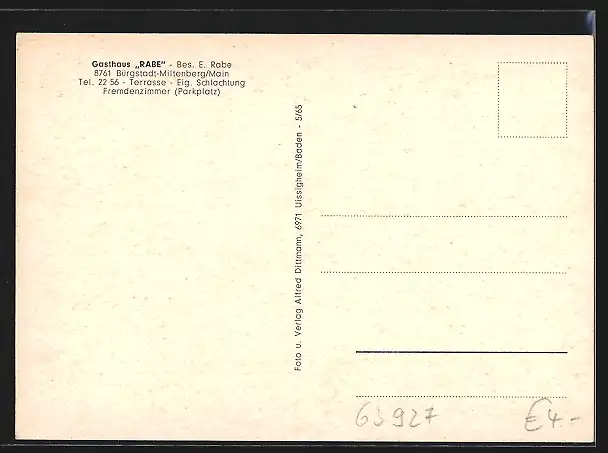 Gasthaus „RABE" - Bes. E. Rabe
8761 Bürgstadt-Miltenberg/Main
Tel. 22 56 - Terrasse - Eig. Schlachtung
Fremdenzimmer (Parkplatz)
Foto u. Verlag Alfred Dittmann, 6971 Uissigheim/Baden - 5/65
63927
€ 4.-